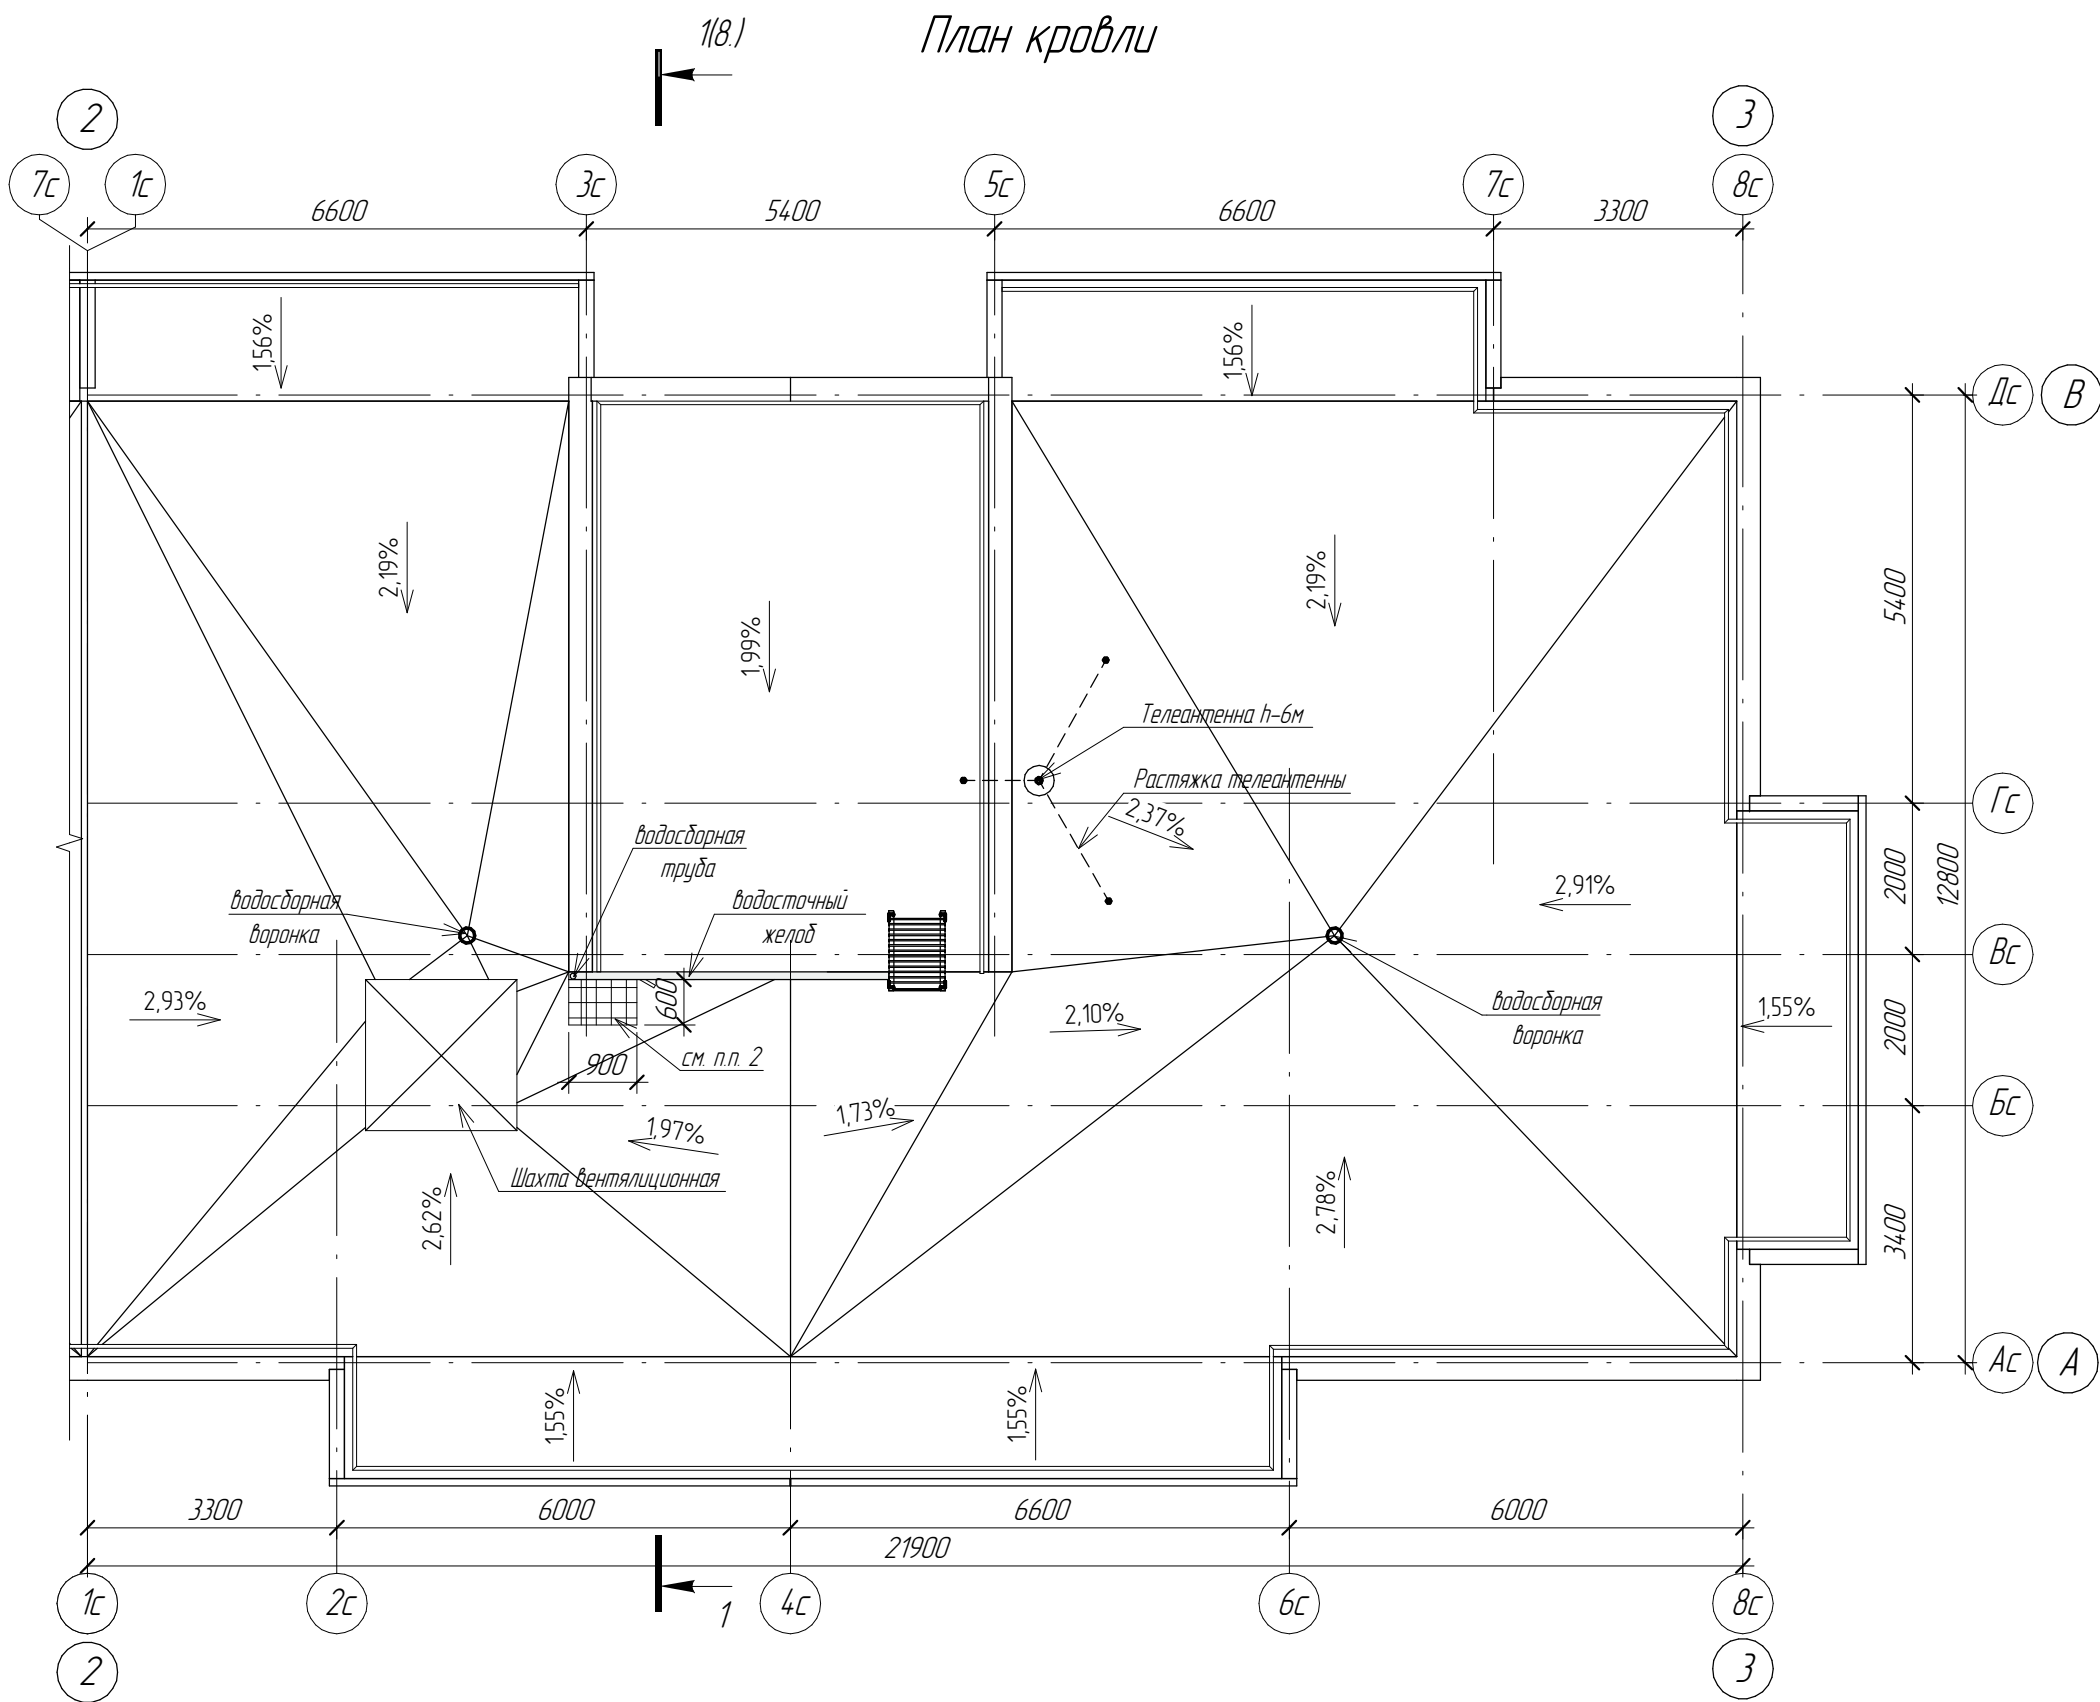 План кровли
1(8.)
2
3
7с
1с
3с
5с
7с
8с
6600
5400
6600
3300
1,56%
1,56%
Дс
В
2,19%
2,19%
5400
1,99%
Телеантенна h-6м
Растяжка телеантенны
2,37%
Гс
водосборная
труба
водосборная
воронка
водосточный
желоб
2,91%
2000
12800
Вс
2,93%
600
2,10%
водосборная
воронка
1,55%
2000
900
см. п.п. 2
Бс
1,97%
1,73%
Шахта вентялиционная
2,62%
2,78%
3400
Ас
А
1,55%
1,55%
3300
6000
6600
6000
21900
1с
2с
1
4с
6с
8с
2
3